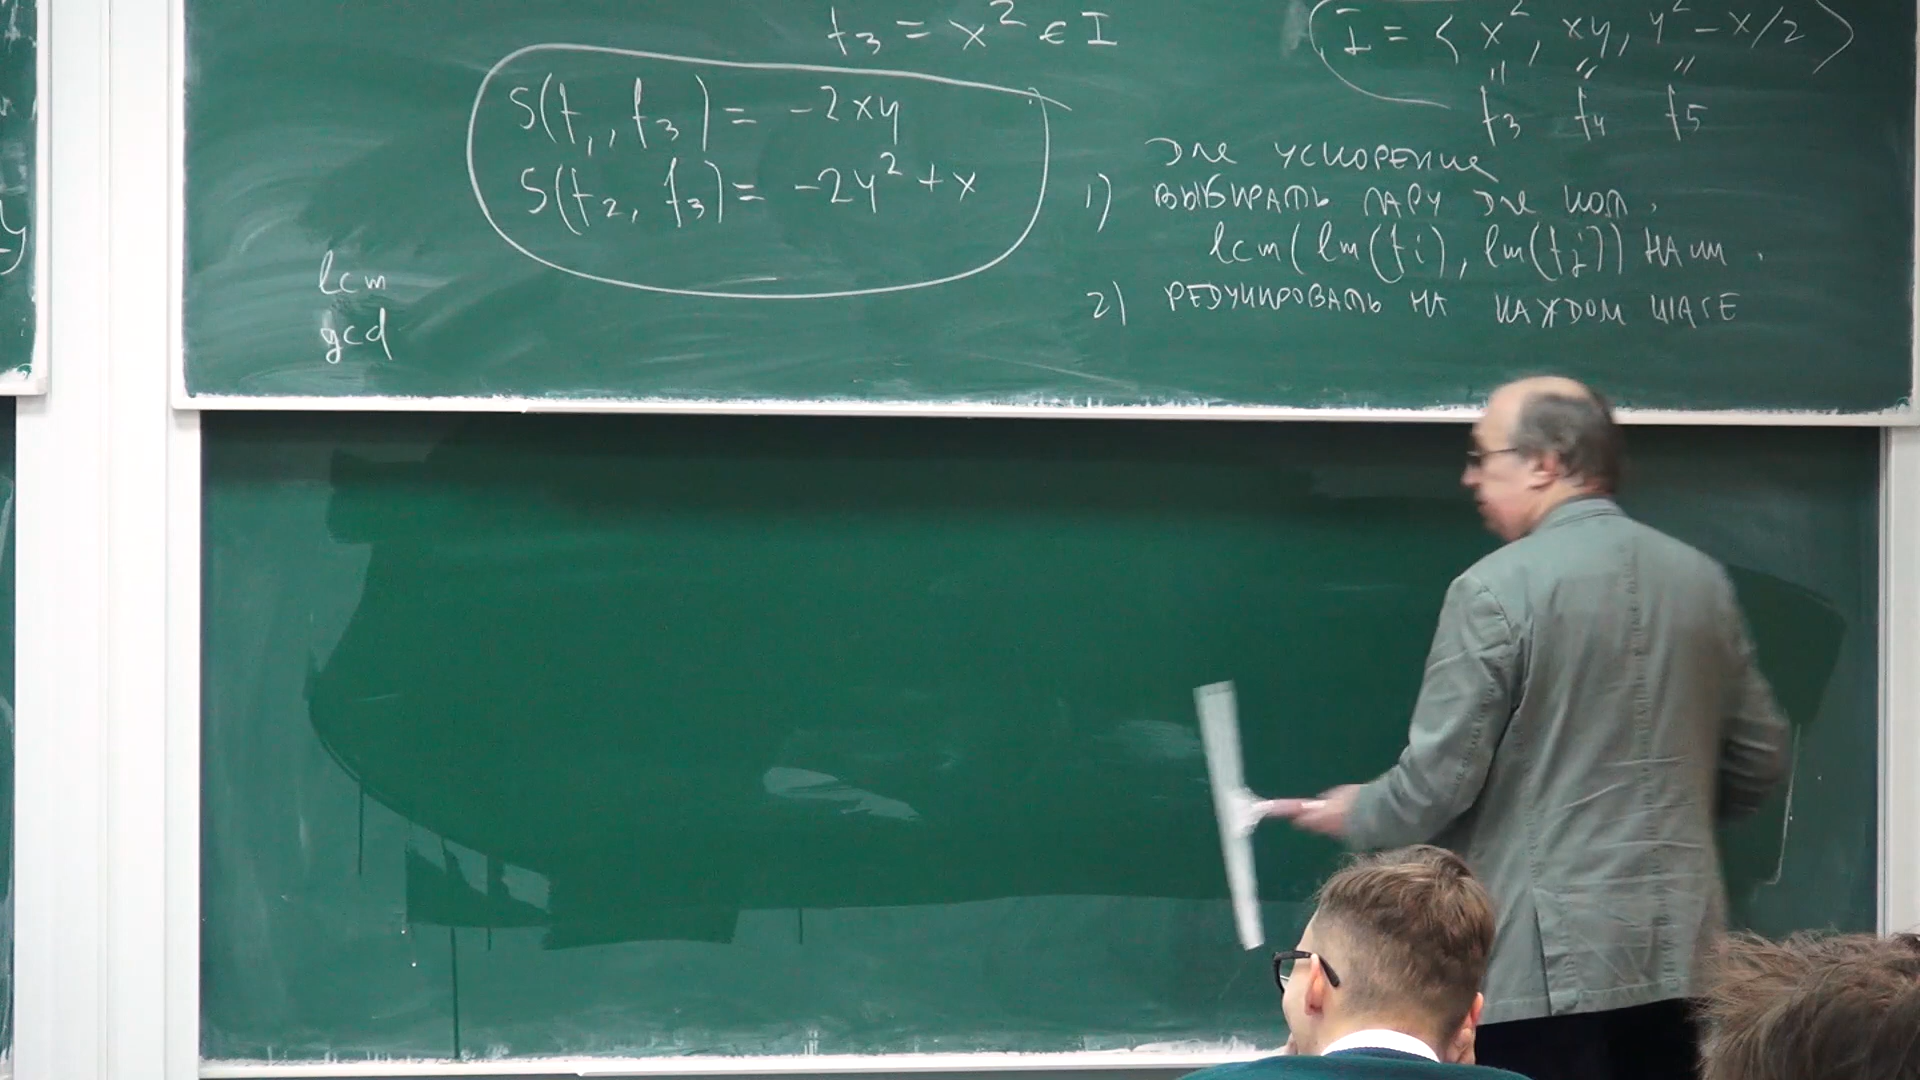 f₃ = x² ∈ I
S(f₁, f₃) = -2xy
S(f₂, f₃) = -2y² + x
lcm
gcd
I = < x², xy, y² - x/2 >
" " "
f₃ f₄ f₅
для ускорения
1) выбирать пару для кот.
lcm(lm(fi), lm(fj)) наим.
2) редуцировать на каждом шаге